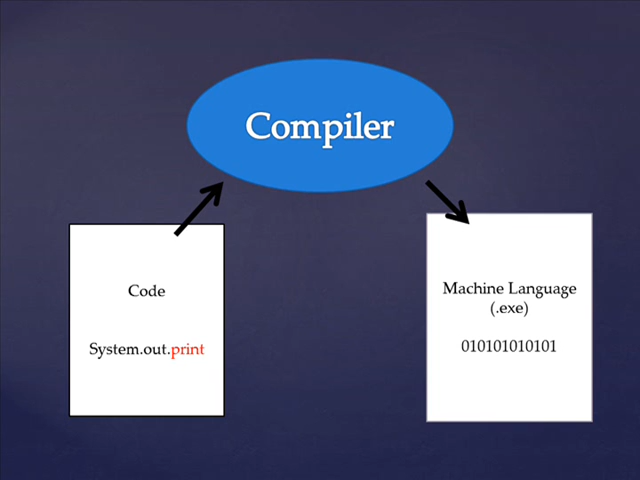 Compiler
Code
System.out.print
Machine Language
(.exe)
010101010101